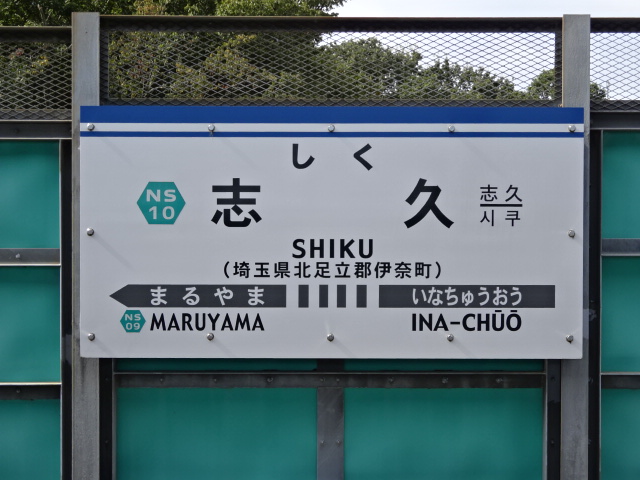 しく
NS
10
志久
志久
시쿠
SHIKU
(埼玉県北足立郡伊奈町)
まるやま
いなちゅうおう
NS
09
MARUYAMA
INA-CHŪŌ